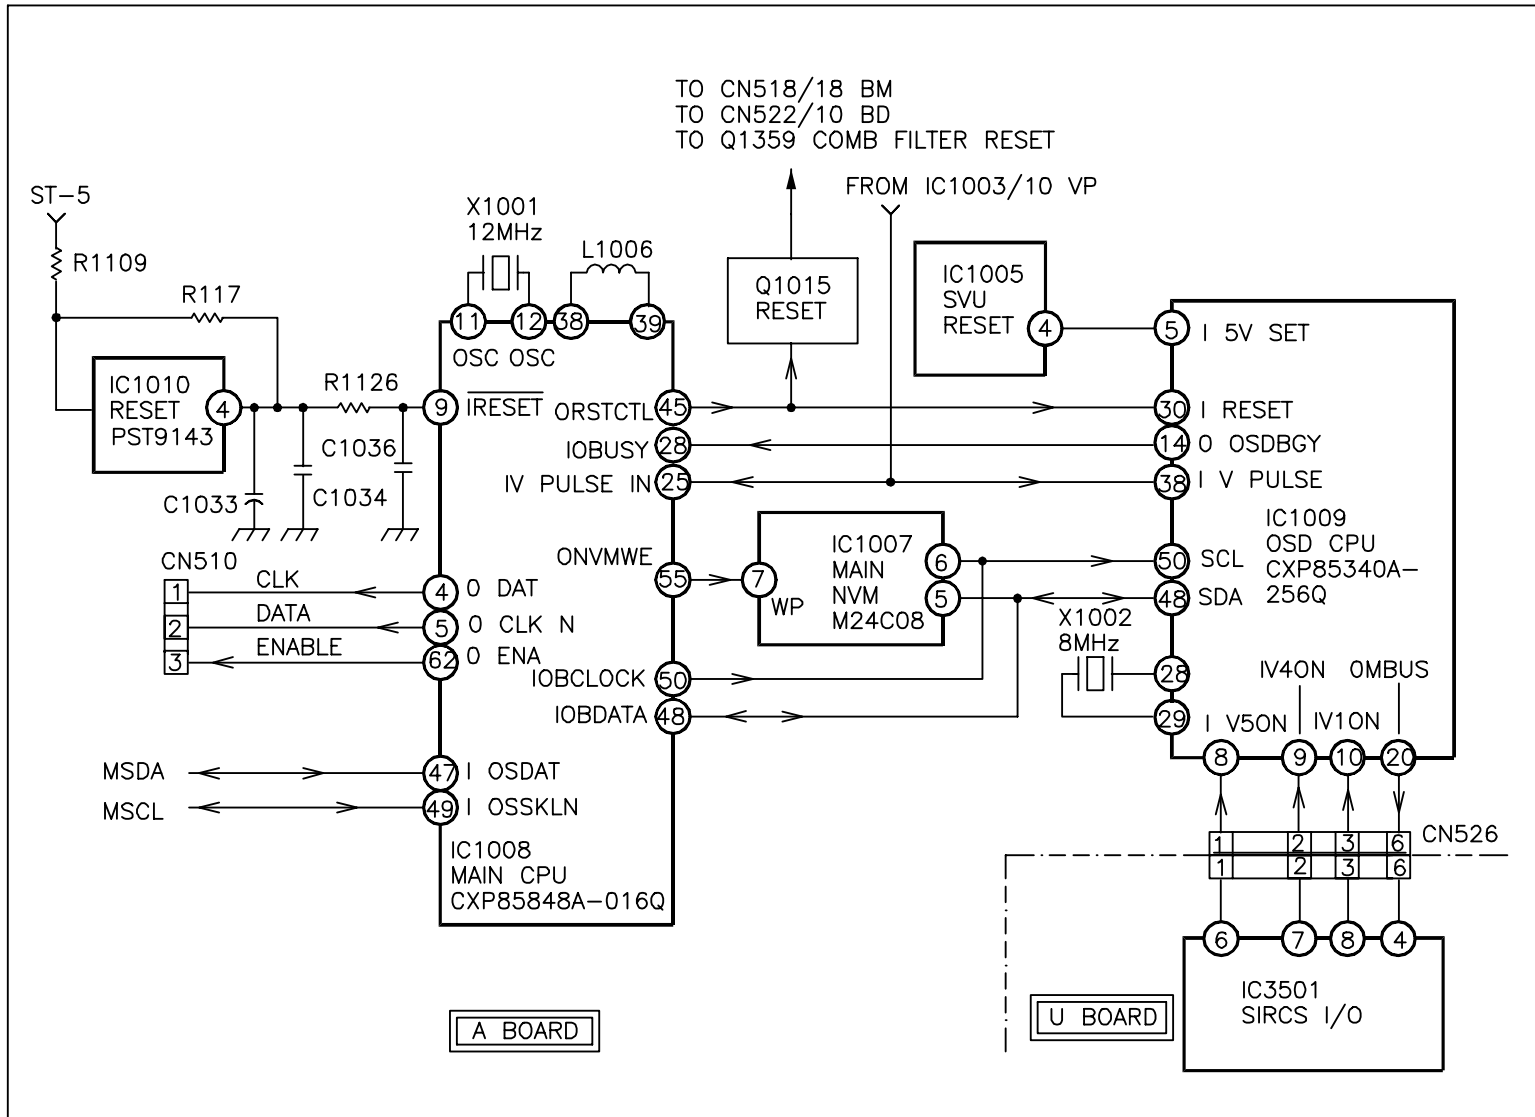 TO CN518/18 BM
TO CN522/10 BD
TO Q1359 COMB FILTER RESET
FROM IC1003/10 VP
ST-5
R1109
R117
X1001
12MHz
L1006
11
12
38
39
OSC OSC
Q1015
RESET
IC1005
SVU
RESET
4
5
I 5V SET
IC1010
RESET
PST9143
4
R1126
9
IRESET
ORSTCTL
45
30
I RESET
IOBUSY
28
14
O OSDBGY
IV PULSE IN
25
38
I V PULSE
C1036
C1033
C1034
IC1009
OSD CPU
CXP85340A-
256Q
ONVMWE
55
7
WP
IC1007
MAIN
NVM
M24C08
6
5
50
SCL
48
SDA
CN510
1
CLK
4
O DAT
2
DATA
5
O CLK N
3
ENABLE
62
O ENA
IOBCLOCK
50
IOBDATA
48
X1002
8MHz
28
29
IV4ON
OMBUS
I V5ON
IV1ON
8
9
10
20
MSDA
47
I OSDAT
MSCL
49
I OSSKLN
IC1008
MAIN CPU
CXP85848A-016Q
1
2
3
6
CN526
1
2
3
6
6
7
8
4
IC3501
SIRCS I/O
A BOARD
U BOARD